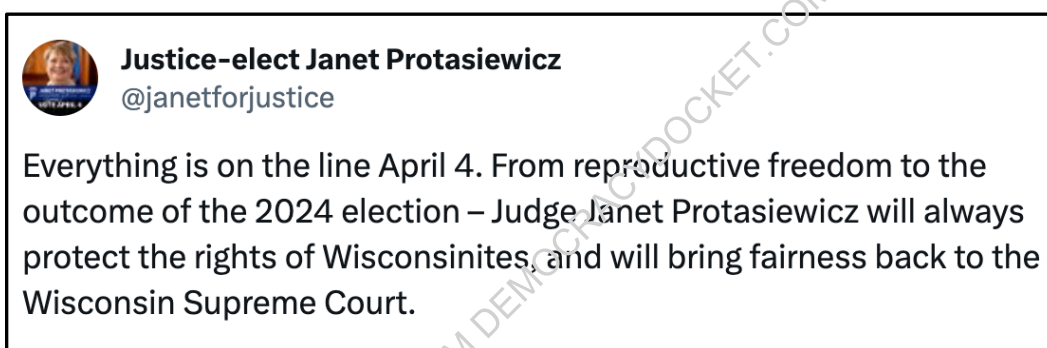 Justice-elect Janet Protasiewicz
@janetforjustice
Everything is on the line April 4. From reproductive freedom to the
outcome of the 2024 election – Judge Janet Protasiewicz will always
protect the rights of Wisconsinites, and will bring fairness back to the
Wisconsin Supreme Court.
DEMOCRACYDOCKET.COM